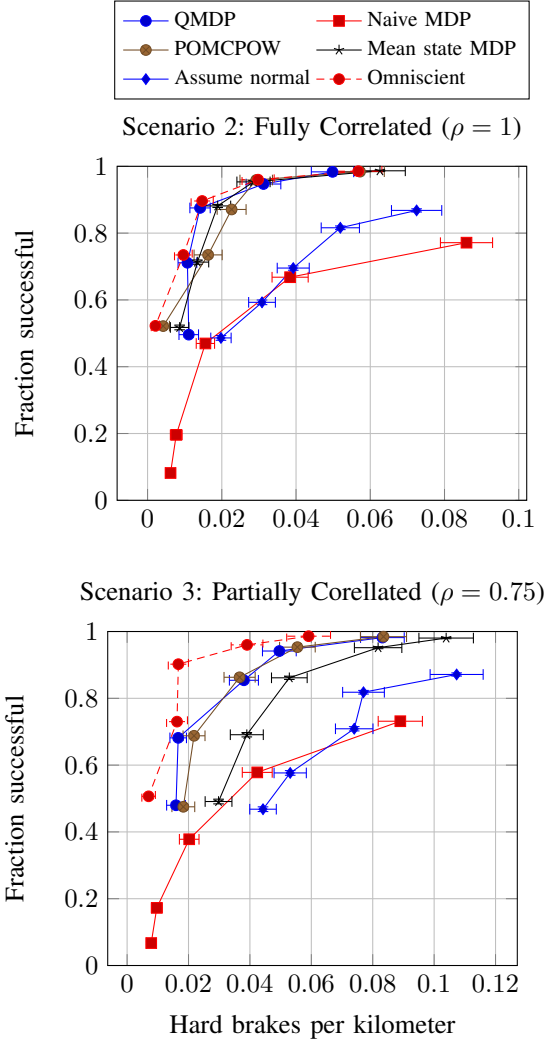 QMDP Naive MDP
POMCPOW Mean state MDP
Assume normal Omniscient
Scenario 2: Fully Correlated (ρ = 1)
1
0.8
0.6
0.4
0.2
0
Fraction successful
0 0.02 0.04 0.06 0.08 0.1
Scenario 3: Partially Corellated (ρ = 0.75)
1
0.8
0.6
0.4
0.2
0
Fraction successful
0 0.02 0.04 0.06 0.08 0.1 0.12
Hard brakes per kilometer